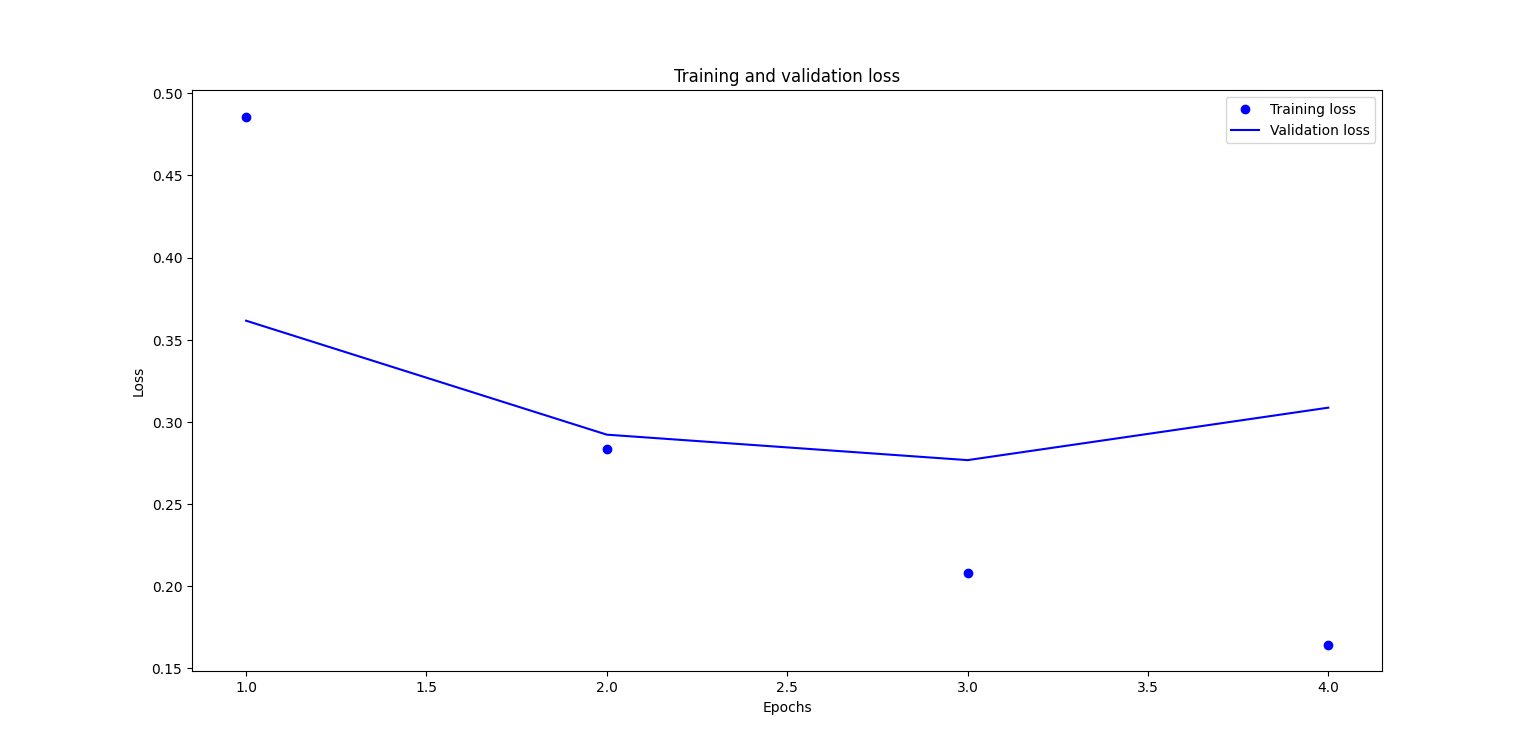 Training and validation loss
Training loss
Validation loss
0.50
0.45
0.40
0.35
0.30
0.25
0.20
0.15
Loss
1.0 1.5 2.0 2.5 3.0 3.5 4.0
Epochs